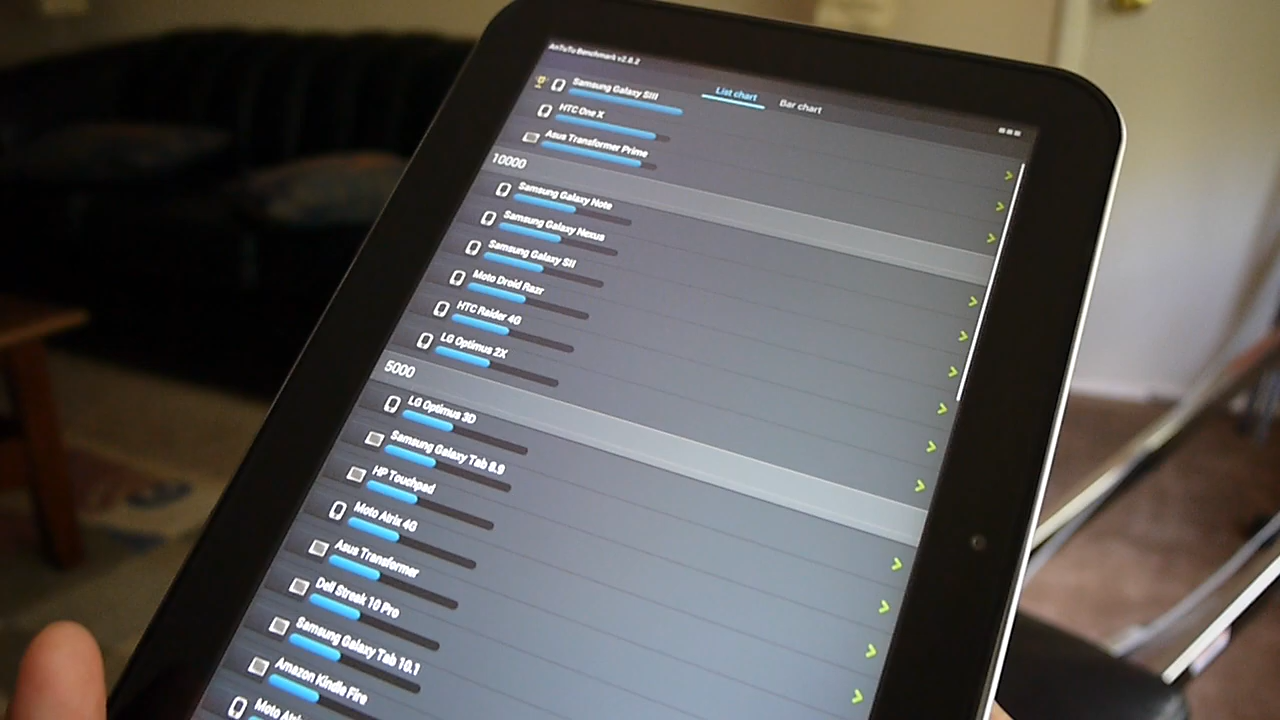 AnTuTu Benchmark v2.8.2
List chart
Bar chart
Samsung Galaxy SIII
HTC One X
Asus Transformer Prime
10000
Samsung Galaxy Note
Samsung Galaxy Nexus
Samsung Galaxy SII
Moto Droid Razr
HTC Raider 4G
LG Optimus 2X
5000
LG Optimus 3D
Samsung Galaxy Tab 8.9
HP Touchpad
Moto Atrix 4G
Asus Transformer
Dell Streak 10 Pro
Samsung Galaxy Tab 10.1
Amazon Kindle Fire
Moto